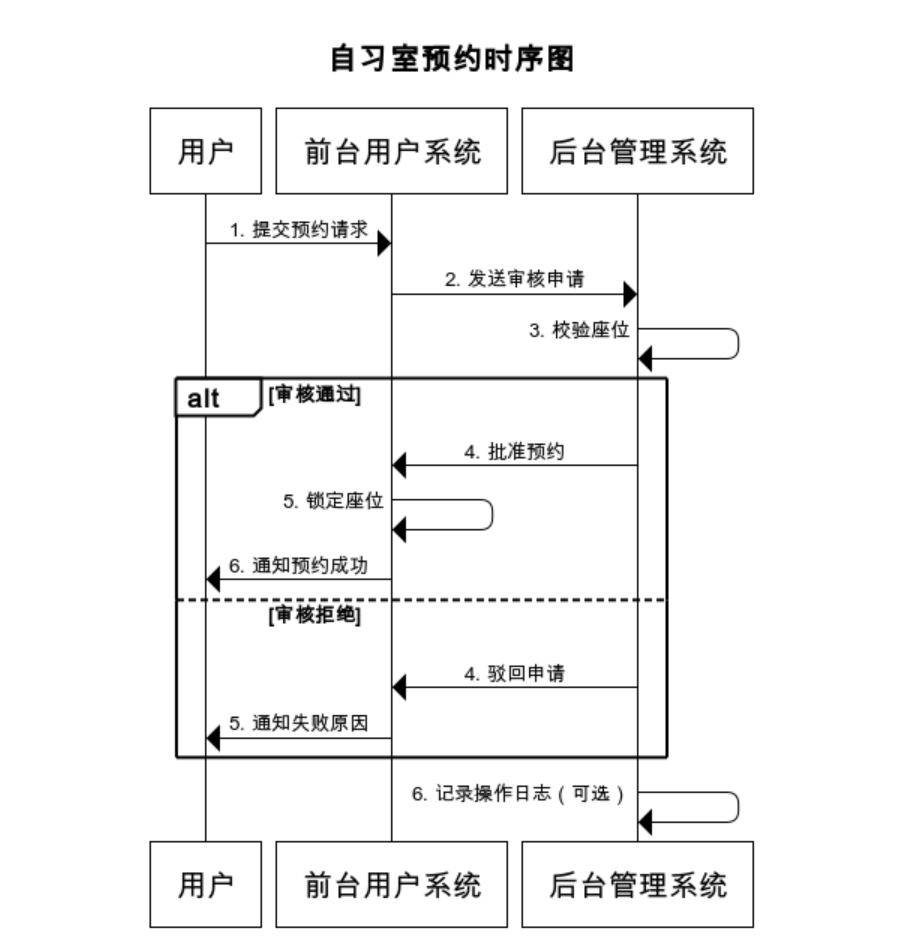 自习室预约时序图
用户 前台用户系统 后台管理系统
1. 提交预约请求
2. 发送审核申请
3. 校验座位
alt [审核通过]
4. 批准预约
5. 锁定座位
6. 通知预约成功
[审核拒绝]
4. 驳回申请
5. 通知失败原因
6. 记录操作日志（可选）
用户 前台用户系统 后台管理系统